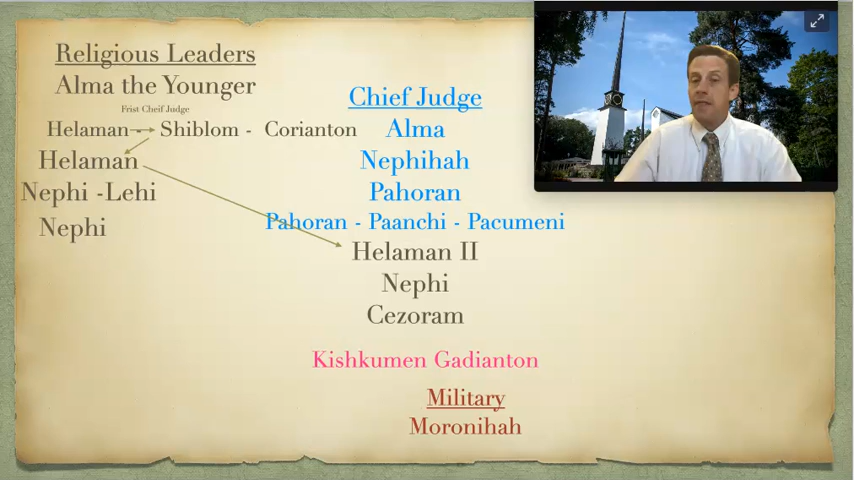 Religious Leaders
Alma the Younger
Frist Cheif Judge
Helaman - Shiblom - Corianton
Helaman
Nephi -Lehi
Nephi
Chief Judge
Alma
Nephihah
Pahoran
Pahoran - Paanchi - Pacumeni
Helaman II
Nephi
Cezoram
Kishkumen Gadianton
Military
Moronihah